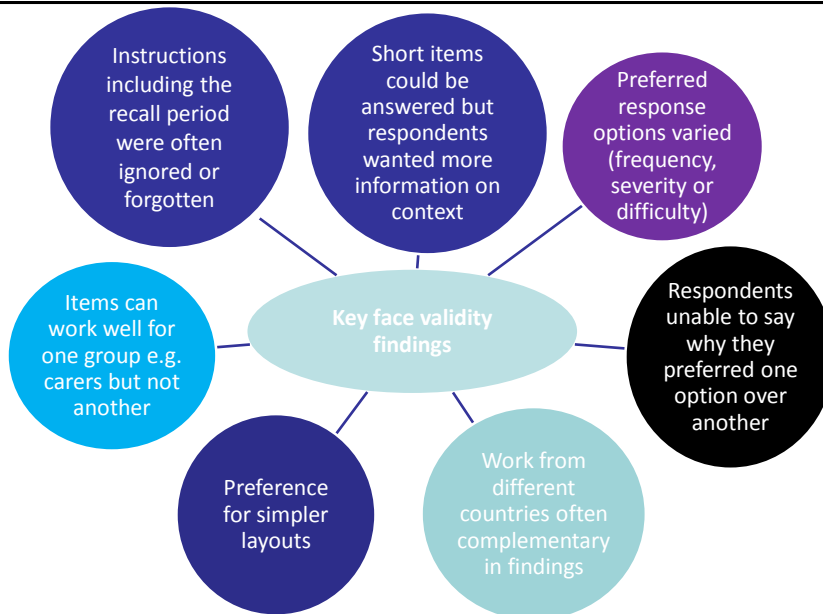 Instructions
including the
recall period
were often
ignored or
forgotten
Short items
could be
answered but
respondents
wanted more
information on
context
Preferred
response
options varied
(frequency,
severity or
difficulty)
Items can
work well for
one group e.g.
carers but not
another
Key face validity
findings
Respondents
unable to say
why they
preferred one
option over
another
Preference
for simpler
layouts
Work from
different
countries often
complementary
in findings